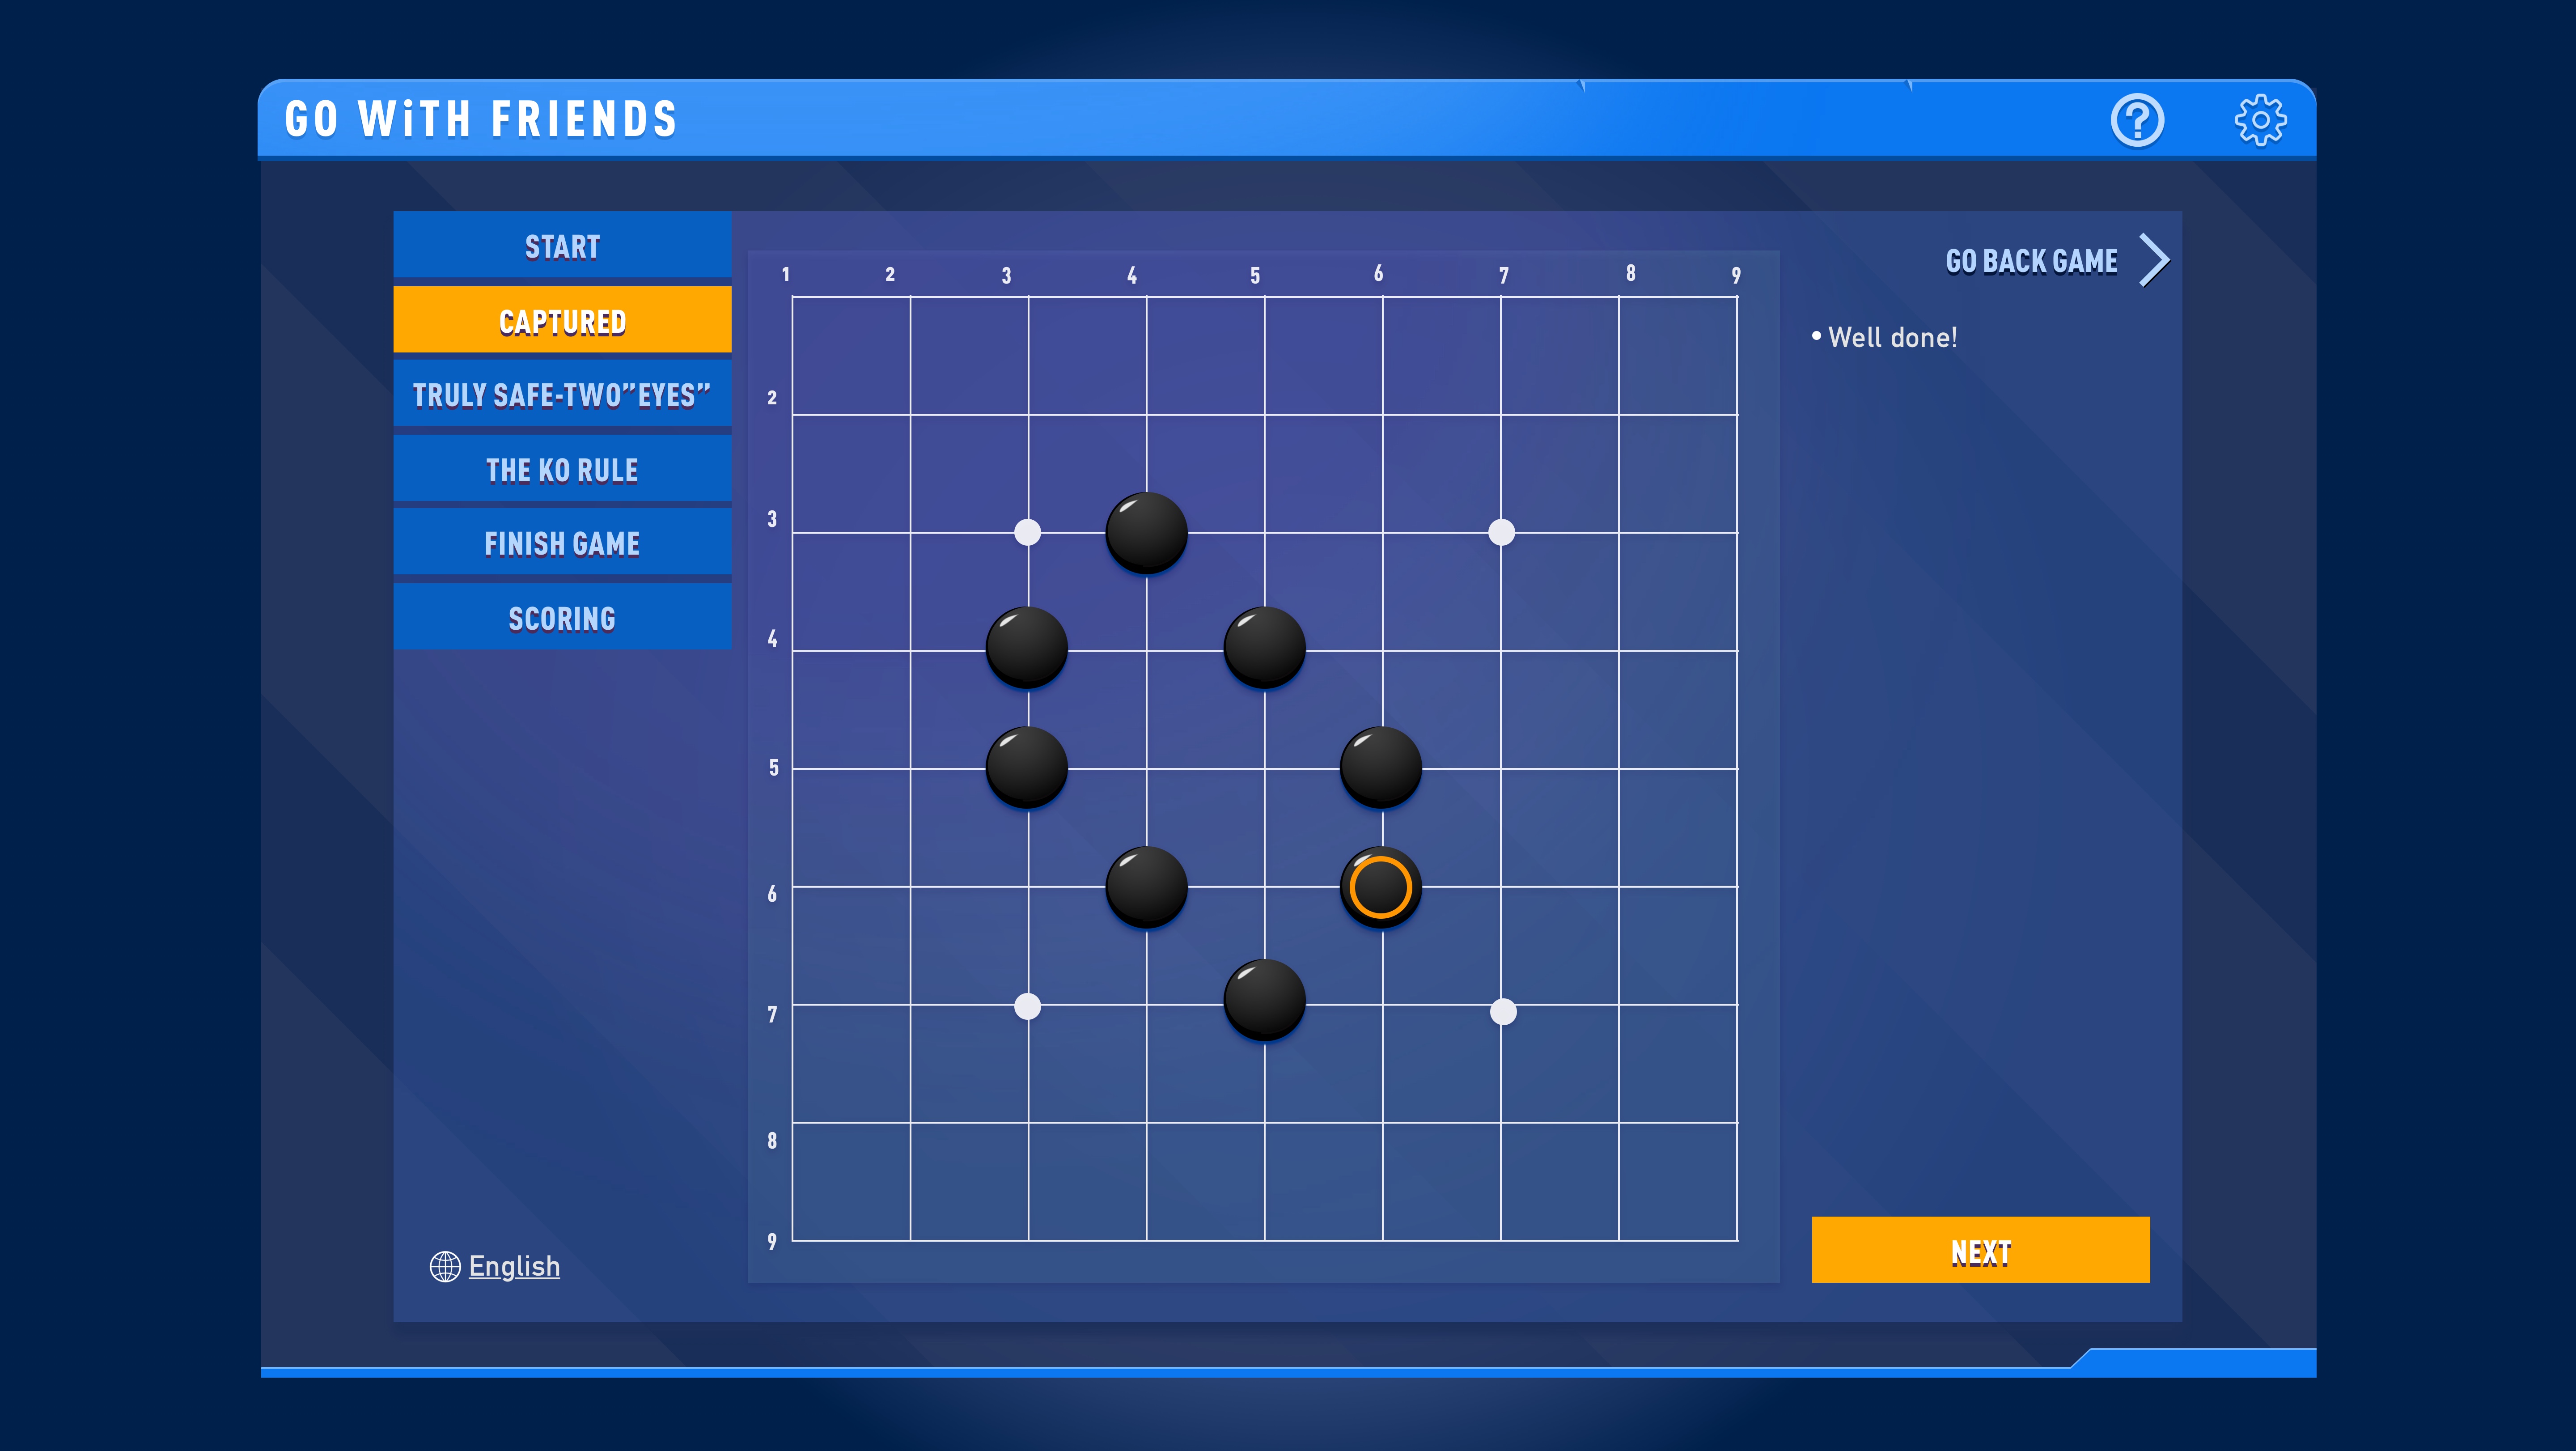 GO WiTH FRIENDS
?
START
CAPTURED
TRULY SAFE-TWO”EYES”
THE KO RULE
FINISH GAME
SCORING
English
1 2 3 4 5 6 7 8 9
2
3
4
5
6
7
8
9
GO BACK GAME
• Well done!
NEXT